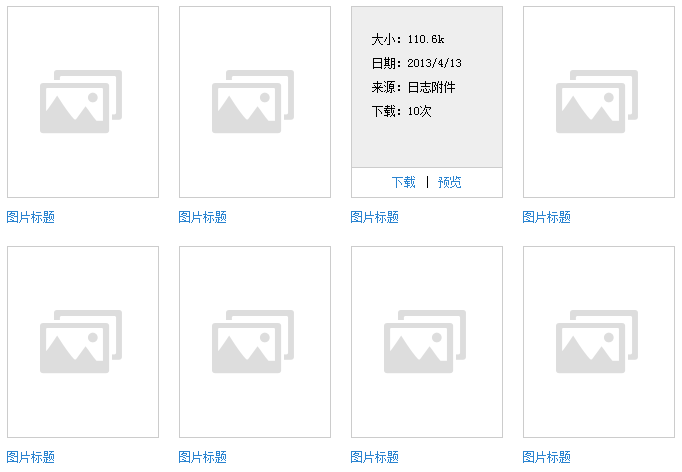 大小：110.6k
日期：2013/4/13
来源：日志附件
下载：10次
下载 | 预览
图片标题 图片标题 图片标题 图片标题
图片标题 图片标题 图片标题 图片标题